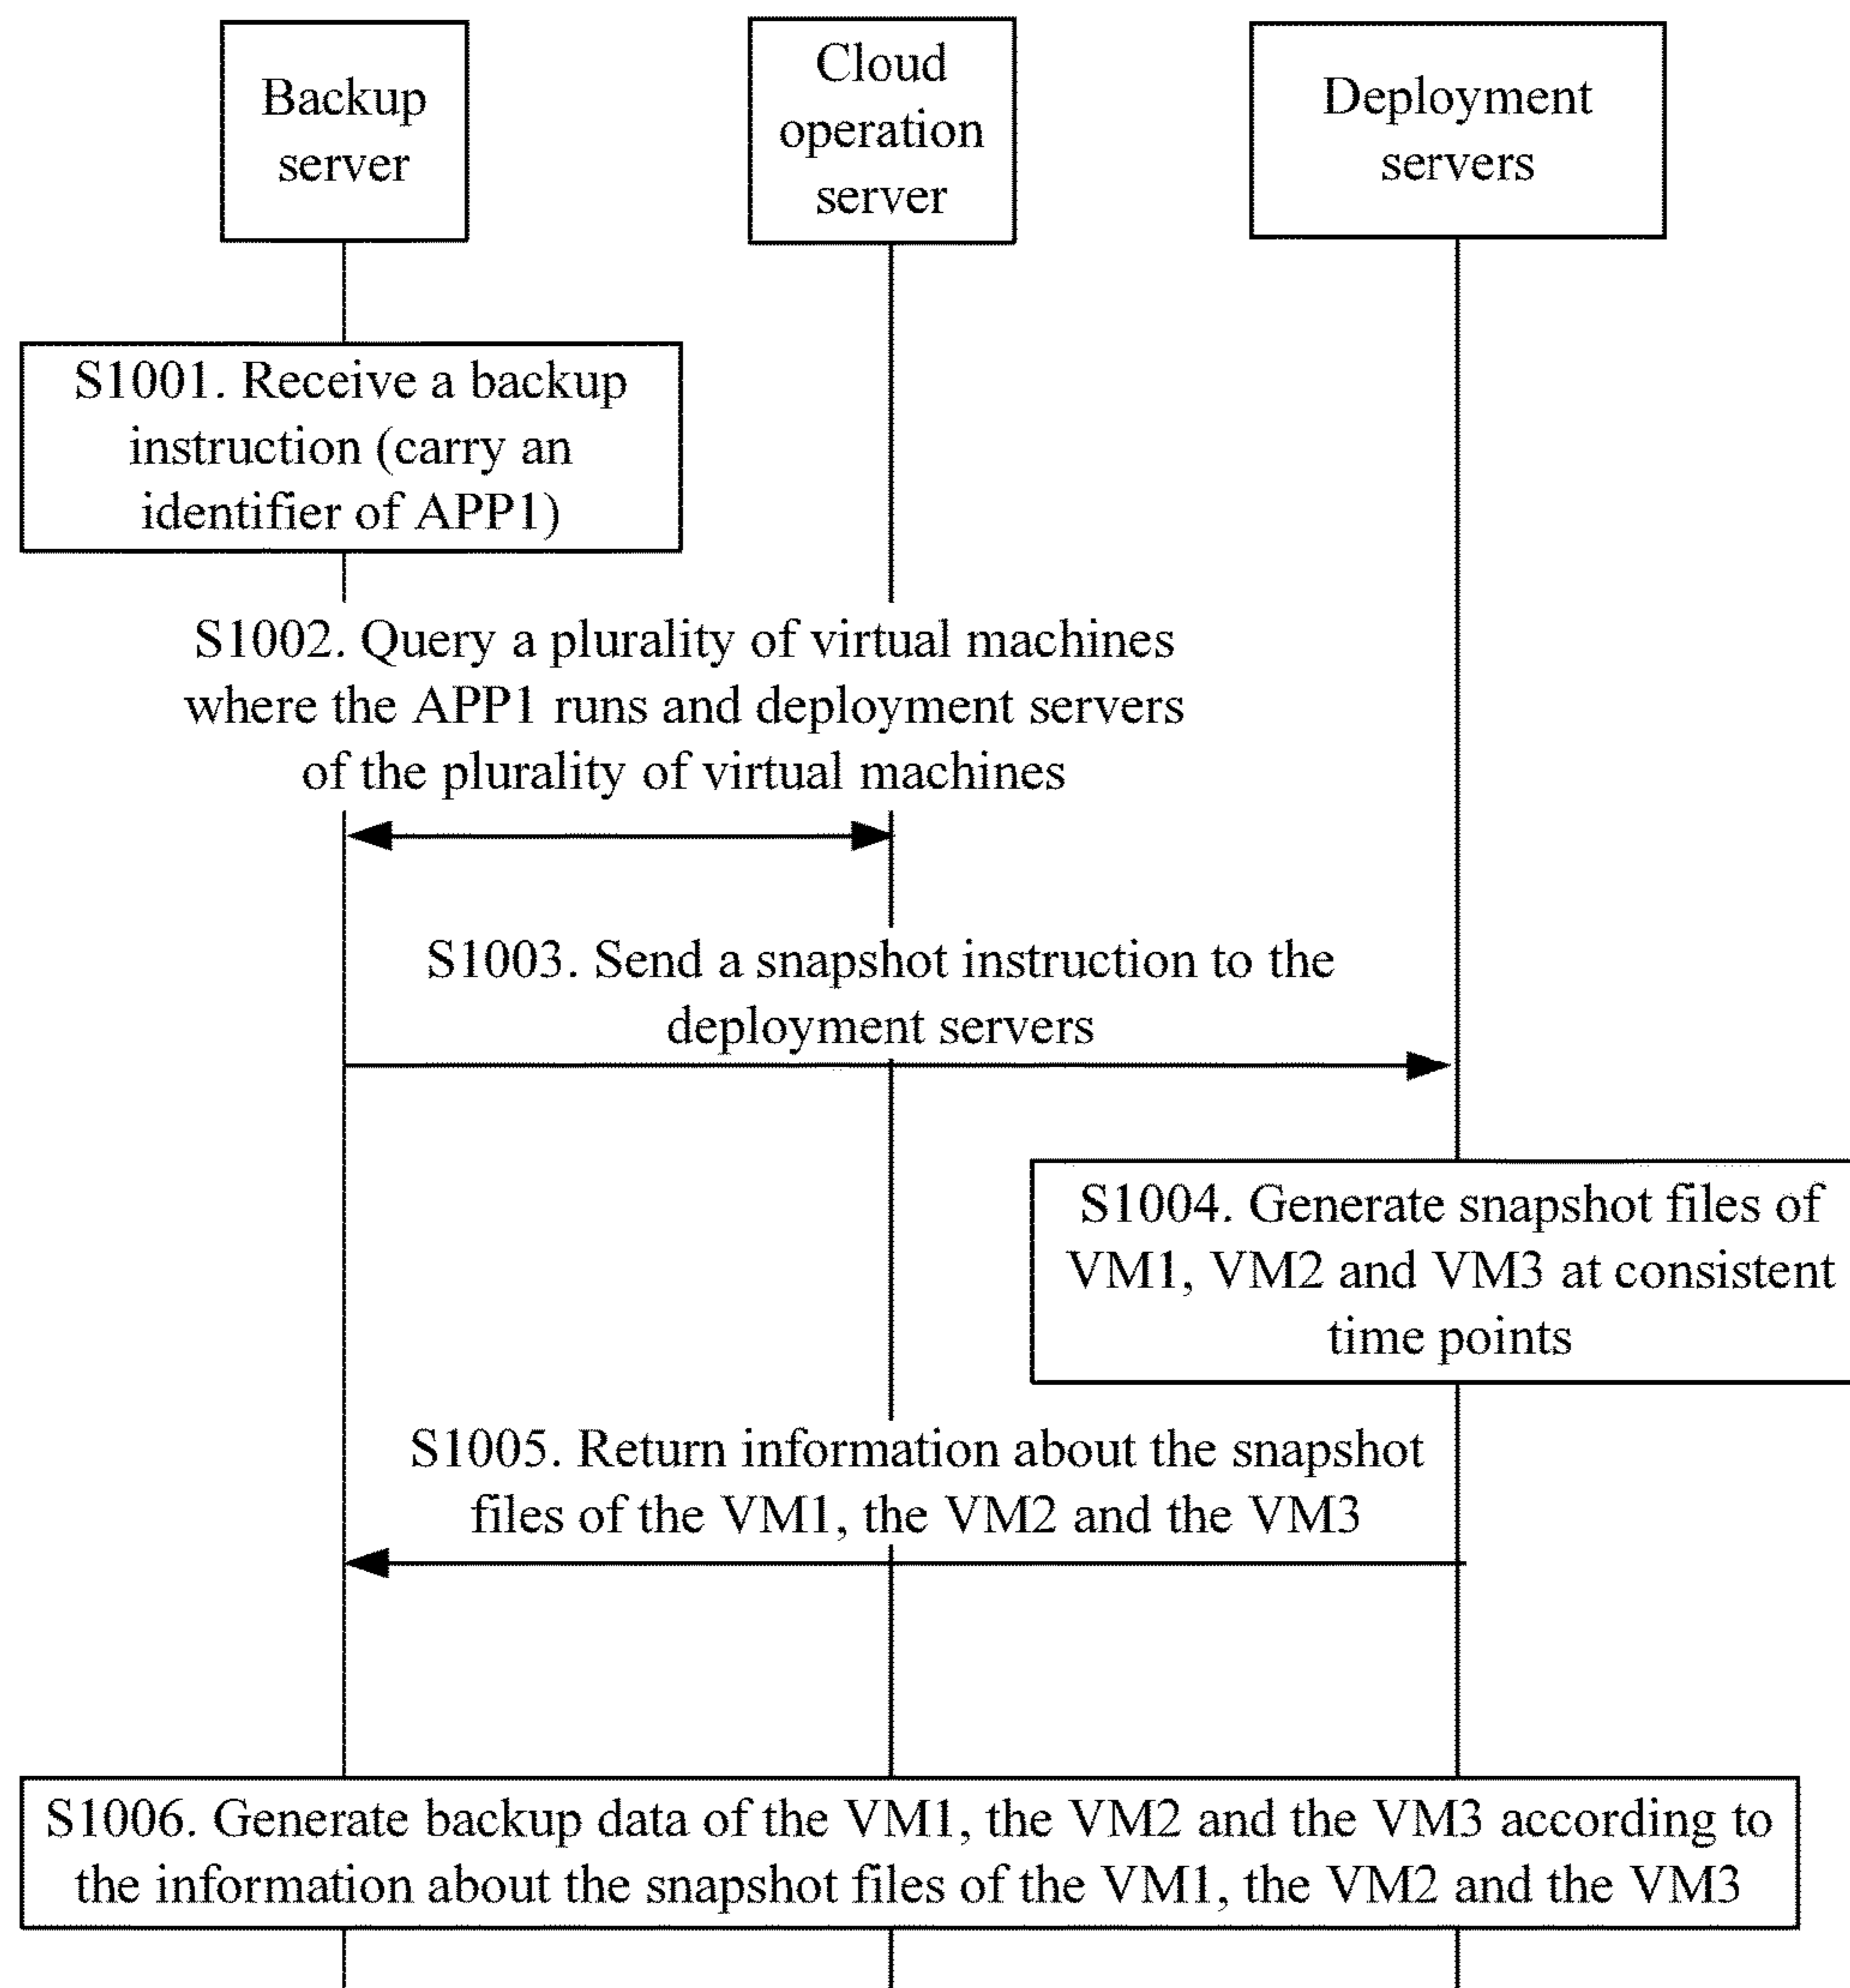 Backup
server
Cloud
operation
server
Deployment
servers
S1001. Receive a backup
instruction (carry an
identifier of APP1)
S1002. Query a plurality of virtual machines
where the APP1 runs and deployment servers
of the plurality of virtual machines
S1003. Send a snapshot instruction to the
deployment servers
S1004. Generate snapshot files of
VM1, VM2 and VM3 at consistent
time points
S1005. Return information about the snapshot
files of the VM1, the VM2 and the VM3
S1006. Generate backup data of the VM1, the VM2 and the VM3 according to
the information about the snapshot files of the VM1, the VM2 and the VM3